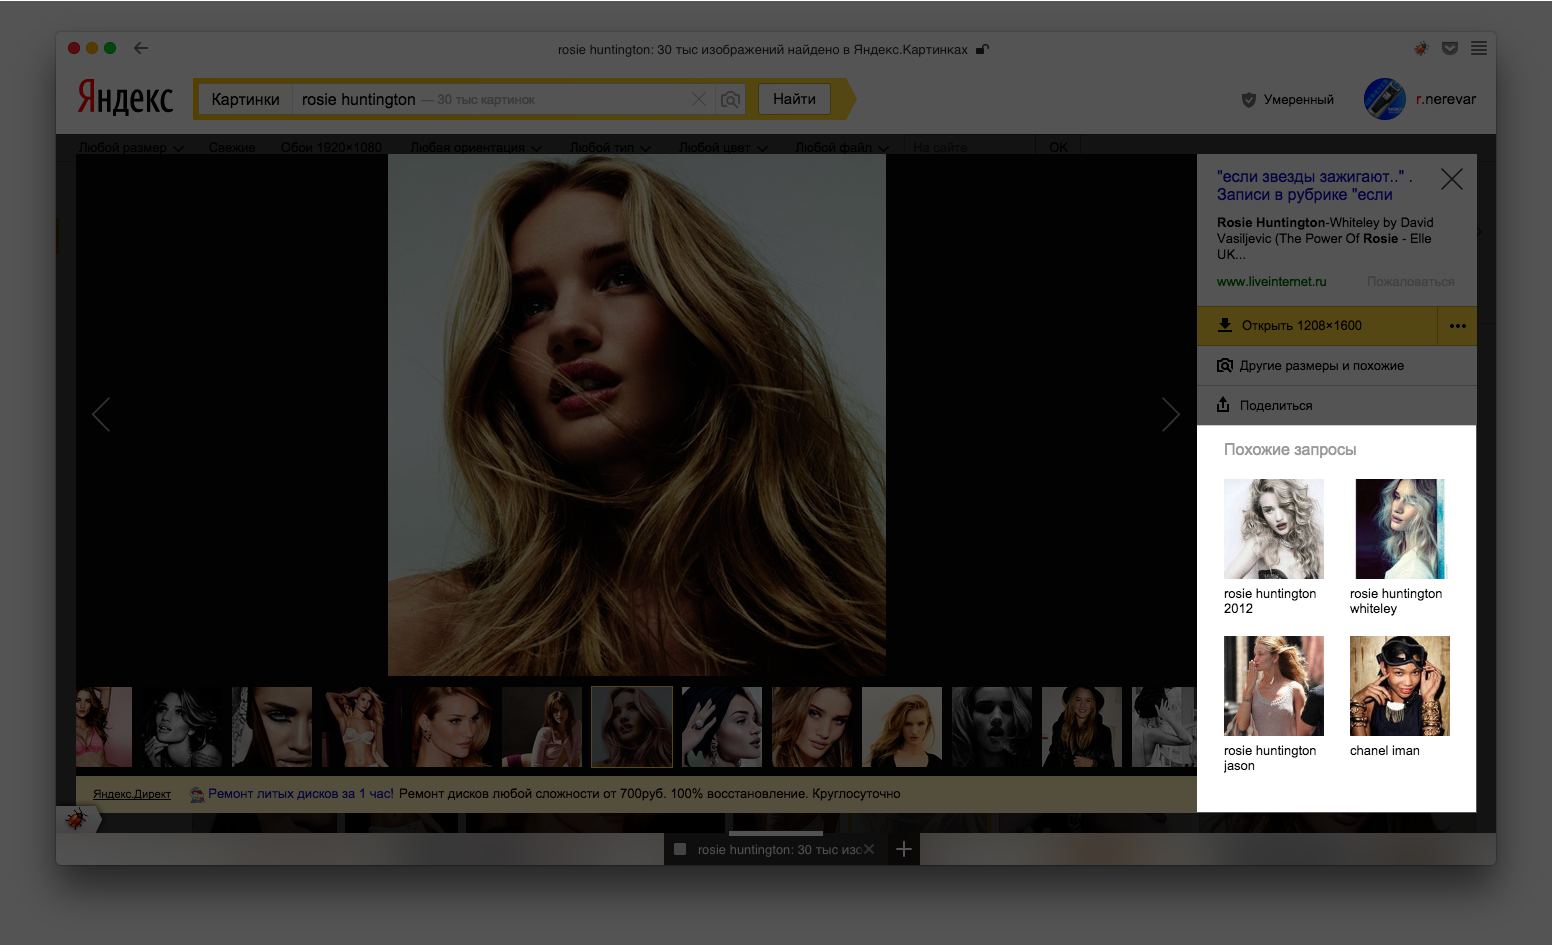 rosie huntington: 30 тыс изображений найдено в Яндекс.Картинках
Яндекс
Картинки
rosie huntington — 30 тыс картинок
Найти
Умеренный
r.nerevar
Любой размер
Свежие
Обои 1920×1080
Любая ориентация
Любой тип
Любой цвет
Любой файл
На сайте
OK
"если звезды зажигают.." .
Записи в рубрике "если
Rosie Huntington-Whiteley by David
Vasiljevic (The Power Of Rosie - Elle
UK...
www.liveinternet.ru
Пожаловаться
Открыть 1208×1600
Другие размеры и похожие
Поделиться
Похожие запросы
rosie huntington
2012
rosie huntington
whiteley
rosie huntington
jason
chanel iman
Яндекс.Директ
Ремонт литых дисков за 1 час! Ремонт дисков любой сложности от 700руб. 100% восстановление. Круглосуточно
rosie huntington: 30 тыс изо